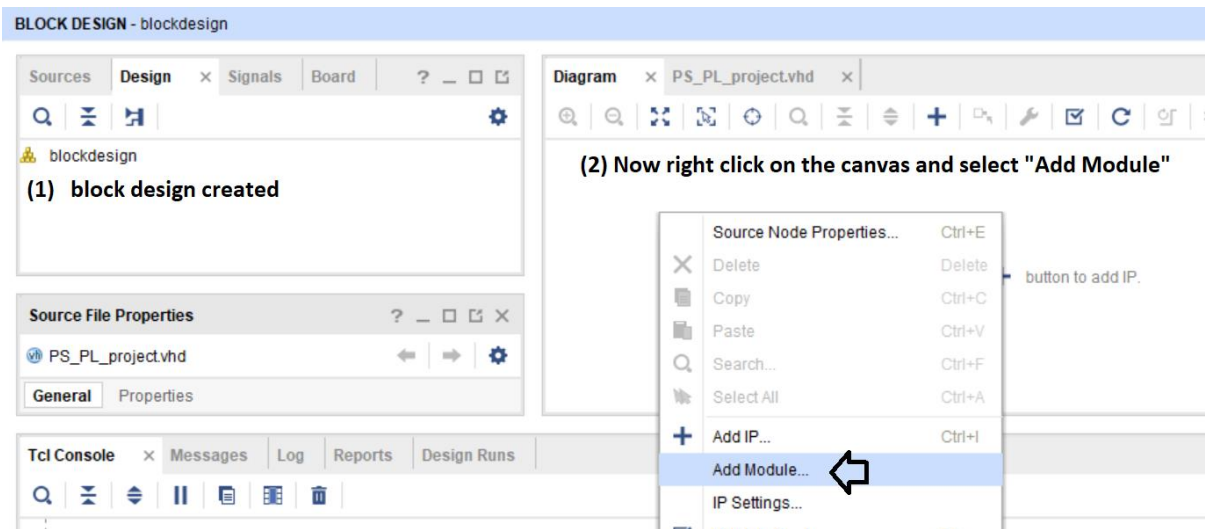 BLOCK DESIGN - blockdesign
Sources Design × Signals Board ? _
Diagram × PS_PL_project.vhd ×
blockdesign
(1) block design created
(2) Now right click on the canvas and select "Add Module"
Source Node Properties... Ctrl+E
Delete Delete
button to add IP.
Copy Ctrl+C
Paste Ctrl+V
Search... Ctrl+F
Select All Ctrl+A
Add IP... Ctrl+I
Add Module...
IP Settings...
Source File Properties ? _ ×
PS_PL_project.vhd
General Properties
Tcl Console × Messages Log Reports Design Runs